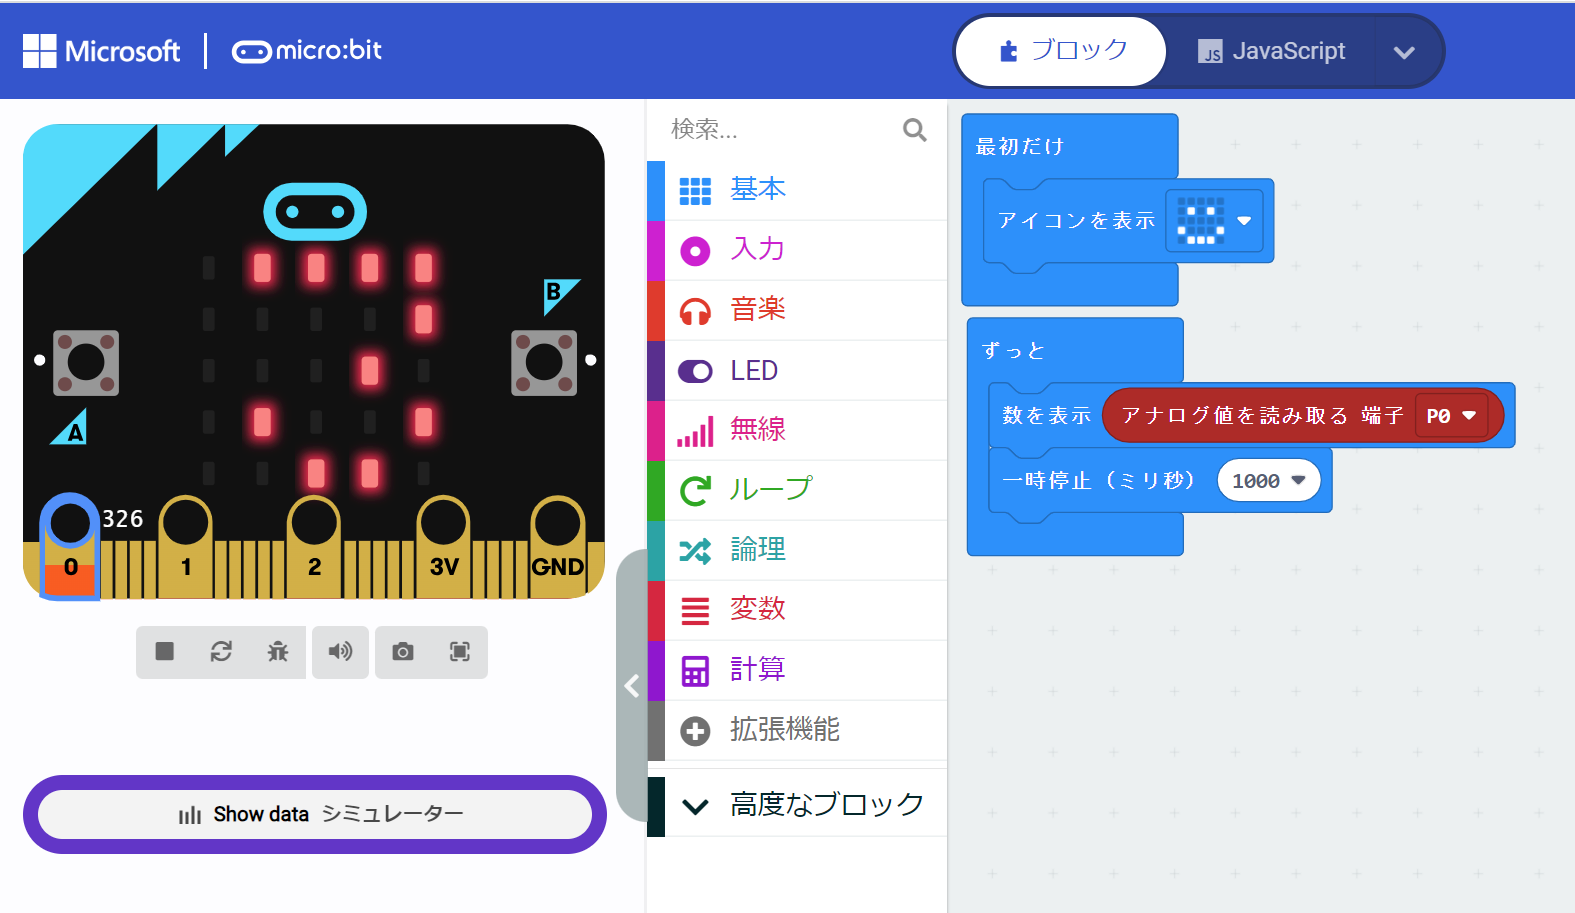 Microsoft micro:bit
ブロック
JS JavaScript
B
A
326
0 1 2 3V GND
Show data シミュレーター
検索...
基本
入力
音楽
LED
無線
ループ
論理
変数
計算
拡張機能
高度なブロック
最初だけ
アイコンを表示
ずっと
数を表示 アナログ値を読み取る 端子 P0
一時停止（ミリ秒） 1000